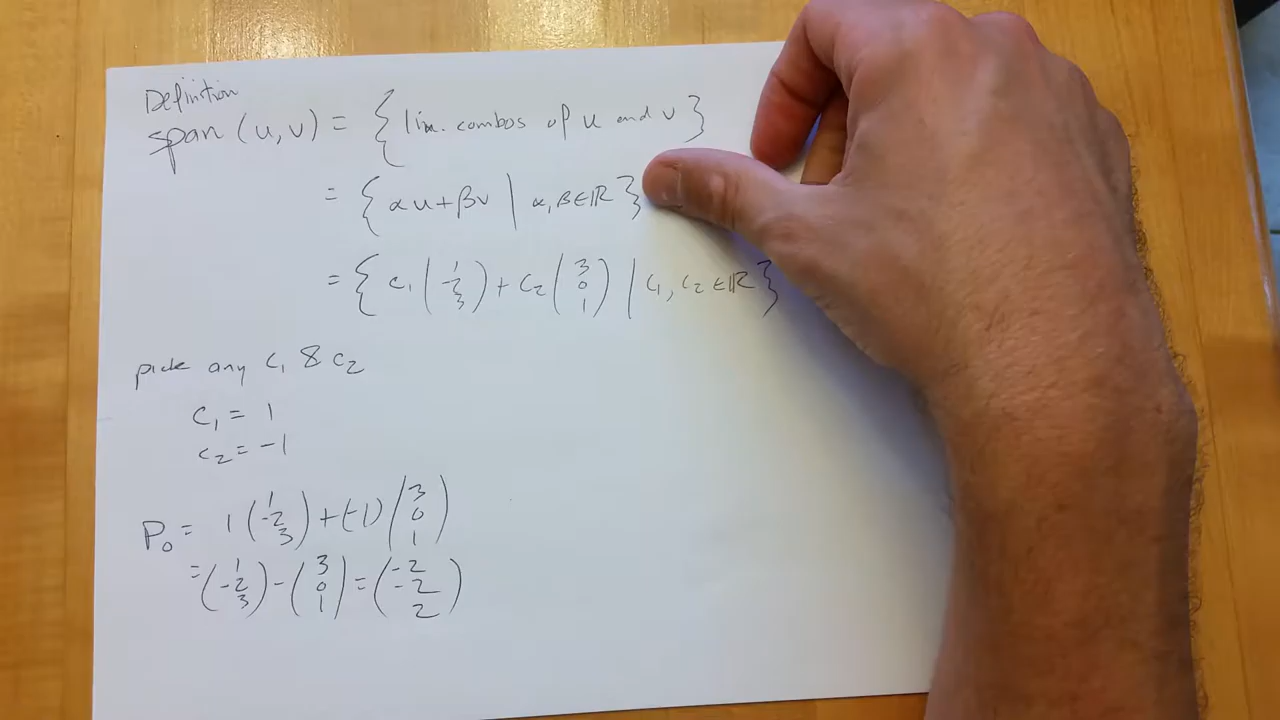 Definition
span (u, v) = { lin. combos of u and v }
= { αu + βv | α, β ∈ ℝ }
= { c₁ (1 -2 3) + c₂ (3 0 1) | c₁, c₂ ∈ ℝ }
pick any c₁ & c₂
c₁ = 1
c₂ = -1
P₀ = 1 (1 -2 3) + (-1) (3 0 1)
= (1 -2 3) - (3 0 1) = (-2 -2 2)